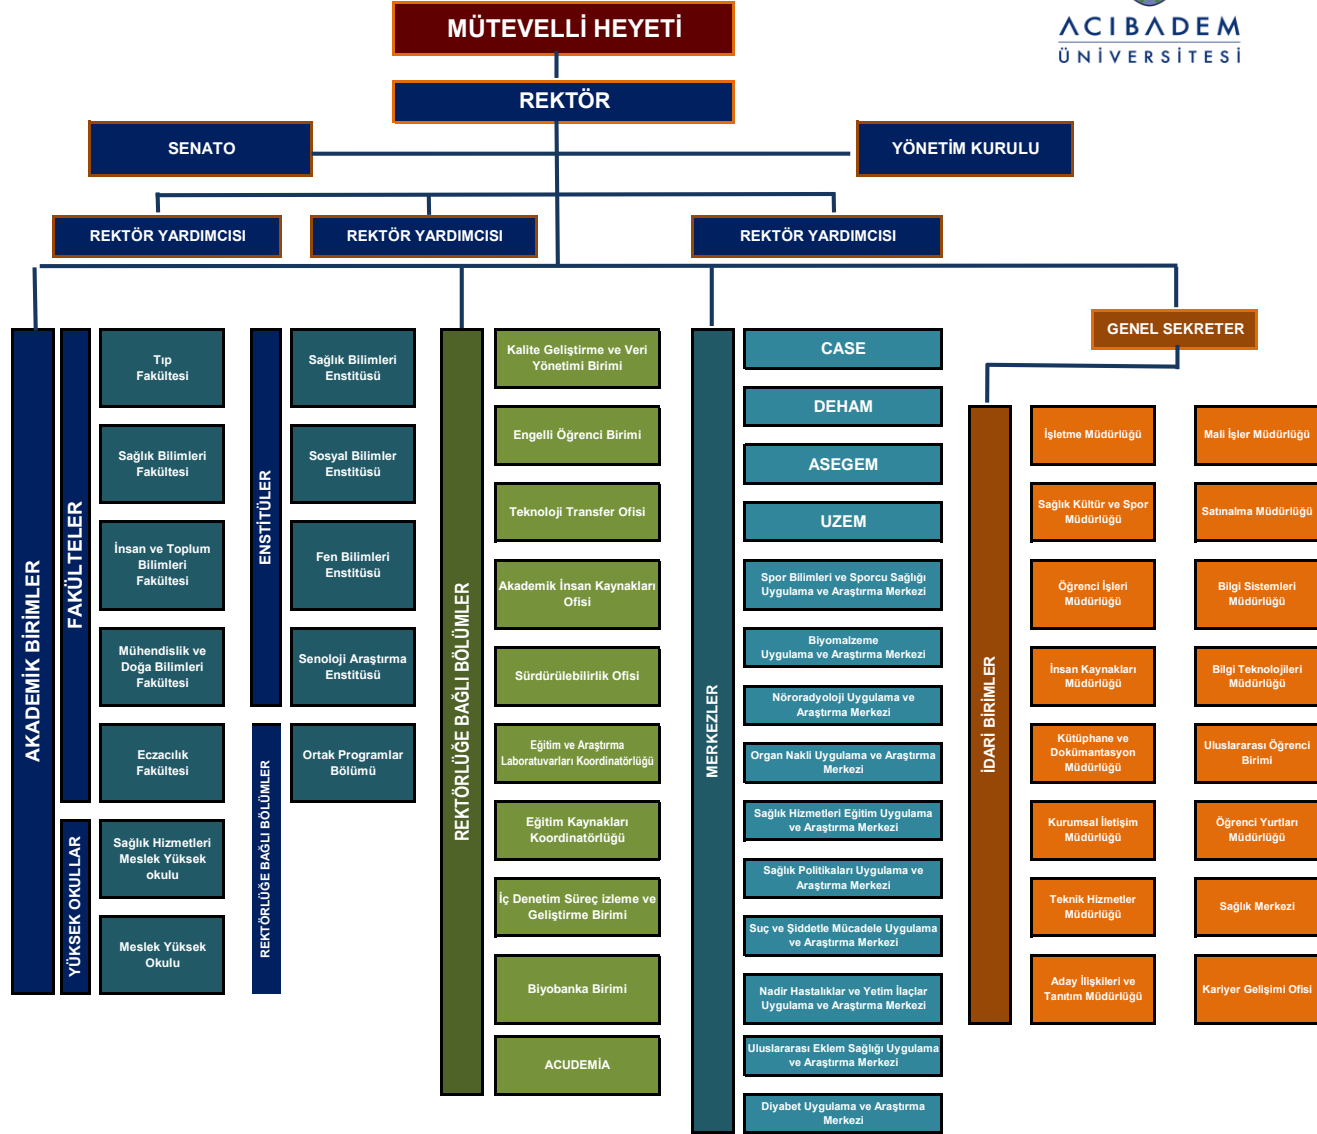 MÜTEVELLİ HEYETİ
ACIBADEM
ÜNİVERSİTESİ
REKTÖR
SENATO
YÖNETİM KURULU
REKTÖR YARDIMCISI
REKTÖR YARDIMCISI
REKTÖR YARDIMCISI
GENEL SEKRETER
AKADEMİK BİRİMLER
FAKÜLTELER
Tıp
Fakültesi
Sağlık Bilimleri
Fakültesi
İnsan ve Toplum
Bilimleri
Fakültesi
Mühendislik ve
Doğa Bilimleri
Fakültesi
Eczacılık
Fakültesi
YÜKSEK OKULLAR
Sağlık Hizmetleri
Meslek Yüksek
okulu
Meslek Yüksek
Okulu
ENSTİTÜLER
Sağlık Bilimleri
Enstitüsü
Sosyal Bilimler
Enstitüsü
Fen Bilimleri
Enstitüsü
Senoloji Araştırma
Enstitüsü
REKTÖRLÜĞE BAĞLI BÖLÜMLER
Ortak Programlar
Bölümü
REKTÖRLÜĞE BAĞLI BÖLÜMLER
Kalite Geliştirme ve Veri
Yönetimi Birimi
Engelli Öğrenci Birimi
Teknoloji Transfer Ofisi
Akademik İnsan Kaynakları
Ofisi
Sürdürülebilirlik Ofisi
Eğitim ve Araştırma
Laboratuvarları Koordinatörlüğü
Eğitim Kaynakları
Koordinatörlüğü
İç Denetim Süreç izleme ve
Geliştirme Birimi
Biyobanka Birimi
ACUDEMİA
MERKEZLER
CASE
DEHAM
ASEGEM
UZEM
Spor Bilimleri ve Sporcu Sağlığı
Uygulama ve Araştırma Merkezi
Biyomalzeme
Uygulama ve Araştırma Merkezi
Nöroradyoloji Uygulama ve
Araştırma Merkezi
Organ Nakli Uygulama ve Araştırma
Merkezi
Sağlık Hizmetleri Eğitim Uygulama
ve Araştırma Merkezi
Sağlık Politikaları Uygulama ve
Araştırma Merkezi
Suç ve Şiddetle Mücadele Uygulama
ve Araştırma Merkezi
Nadir Hastalıklar ve Yetim İlaçlar
Uygulama ve Araştırma Merkezi
Uluslararası Eklem Sağlığı Uygulama
ve Araştırma Merkezi
Diyabet Uygulama ve Araştırma
Merkezi
İDARİ BİRİMLER
İşletme Müdürlüğü
Sağlık Kültür ve Spor
Müdürlüğü
Öğrenci İşleri
Müdürlüğü
İnsan Kaynakları
Müdürlüğü
Kütüphane ve
Dokümantasyon
Müdürlüğü
Kurumsal İletişim
Müdürlüğü
Teknik Hizmetler
Müdürlüğü
Aday İlişkileri ve
Tanıtım Müdürlüğü
Mali İşler Müdürlüğü
Satınalma Müdürlüğü
Bilgi Sistemleri
Müdürlüğü
Bilgi Teknolojileri
Müdürlüğü
Uluslararası Öğrenci
Birimi
Öğrenci Yurtları
Müdürlüğü
Sağlık Merkezi
Kariyer Gelişimi Ofisi